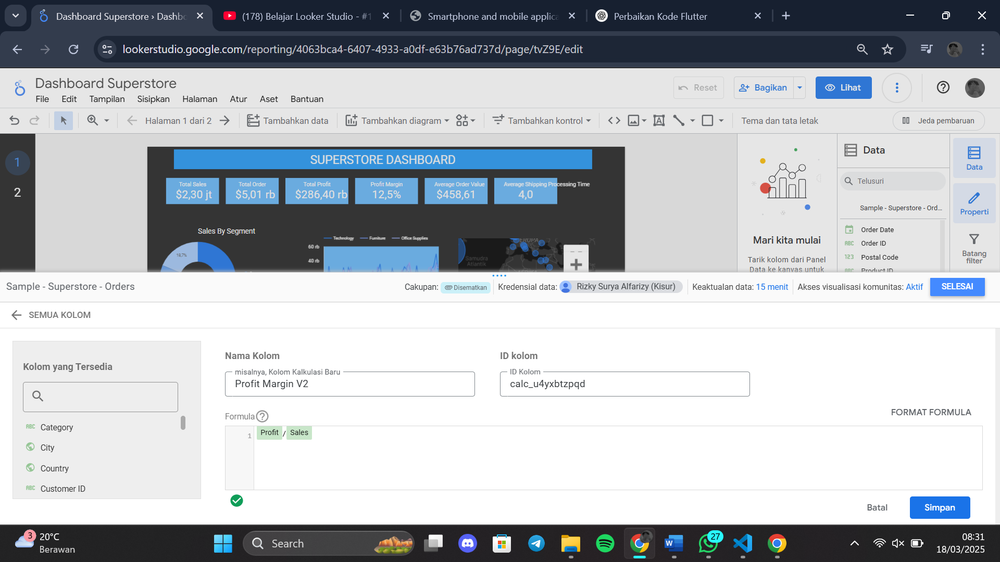 Dashboard Superstore › Dashb
(178) Belajar Looker Studio - #1
Smartphone and mobile applica
Perbaikan Kode Flutter
lookerstudio.google.com/reporting/4063bca4-6407-4933-a0df-e63b76ad737d/page/tvZ9E/edit
Dashboard Superstore
File Edit Tampilan Sisipkan Halaman Atur Aset Bantuan
Reset
Bagikan
Lihat
Halaman 1 dari 2
Tambahkan data
Tambahkan diagram
Tambahkan kontrol
Tema dan tata letak
Jeda pembaruan
1
2
SUPERSTORE DASHBOARD
Total Sales
$2,30 jt
Total Order
$5,01 rb
Total Profit
$286,40 rb
Profit Margin
12,5%
Average Order Value
$458,61
Average Shipping Processing Time
4,0
Sales By Segment
18,7%
Technology Furniture Office Supplies
60 rb
40 rb
EROPA
Samudra
Atlantik
AFRIKA
Mari kita mulai
Tarik kolom dari Panel
Data ke kanvas untuk
Data
Telusuri
Sample - Superstore - Ord...
Order Date
ABC Order ID
123 Postal Code
ABC Product ID
Data
Properti
Batang
filter
Sample - Superstore - Orders
Cakupan: Disematkan
Kredensial data: Rizky Surya Alfarizy (Kisur)
Keaktualan data: 15 menit
Akses visualisasi komunitas: Aktif
SELESAI
SEMUA KOLOM
Kolom yang Tersedia
ABC Category
City
Country
ABC Customer ID
Nama Kolom
misalnya, Kolom Kalkulasi Baru
Profit Margin V2
ID kolom
ID Kolom
calc_u4yxbtzpqd
Formula
FORMAT FORMULA
1
Profit / Sales
Batal
Simpan
3
20°C
Berawan
Search
27
08:31
18/03/2025